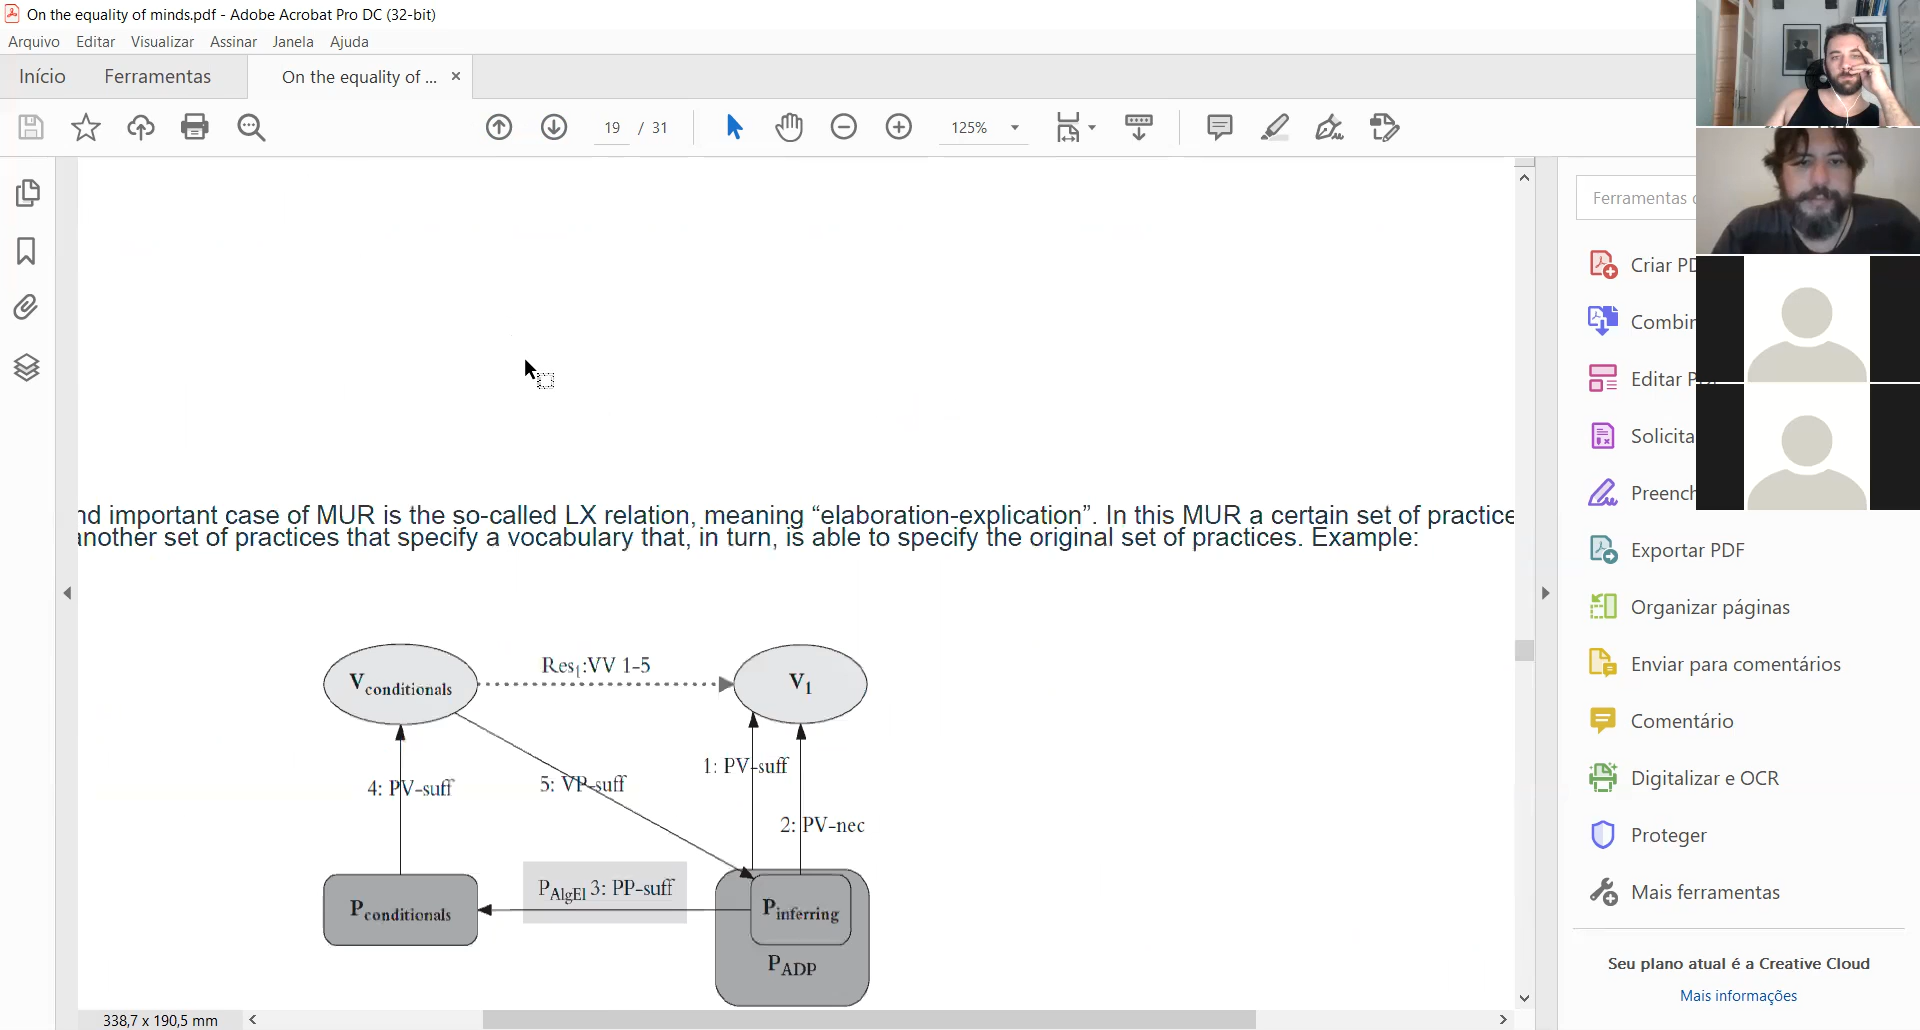 On the equality of minds.pdf - Adobe Acrobat Pro DC (32-bit)
Arquivo Editar Visualizar Assinar Janela Ajuda
Início Ferramentas On the equality of ... ×
19 / 31 125%
Ferramentas
Criar PD
Combin
Editar P
Solicita
Preench
Exportar PDF
Organizar páginas
Enviar para comentários
Comentário
Digitalizar e OCR
Proteger
Mais ferramentas
Seu plano atual é a Creative Cloud
Mais informações
nd important case of MUR is the so-called LX relation, meaning “elaboration-explication”. In this MUR a certain set of practice
another set of practices that specify a vocabulary that, in turn, is able to specify the original set of practices. Example:
Vconditionals
Res1:VV 1-5
V1
1: PV-suff
4: PV-suff
5: VP-suff
2: PV-nec
PAlgEl 3: PP-suff
Pconditionals
Pinferring
PADP
338,7 x 190,5 mm